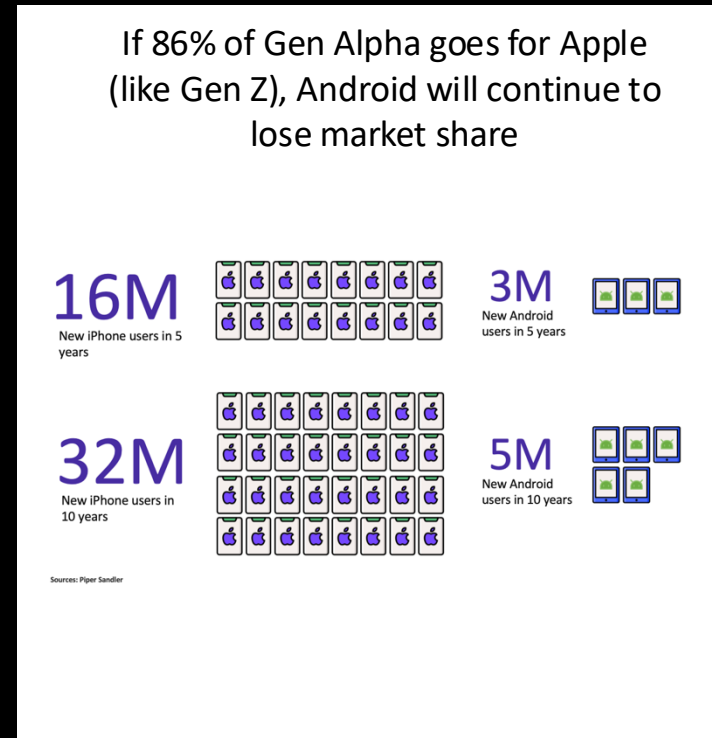 If 86% of Gen Alpha goes for Apple
(like Gen Z), Android will continue to
lose market share
16M
New iPhone users in 5
years
3M
New Android
users in 5 years
32M
New iPhone users in
10 years
5M
New Android
users in 10 years
Sources: Piper Sandler